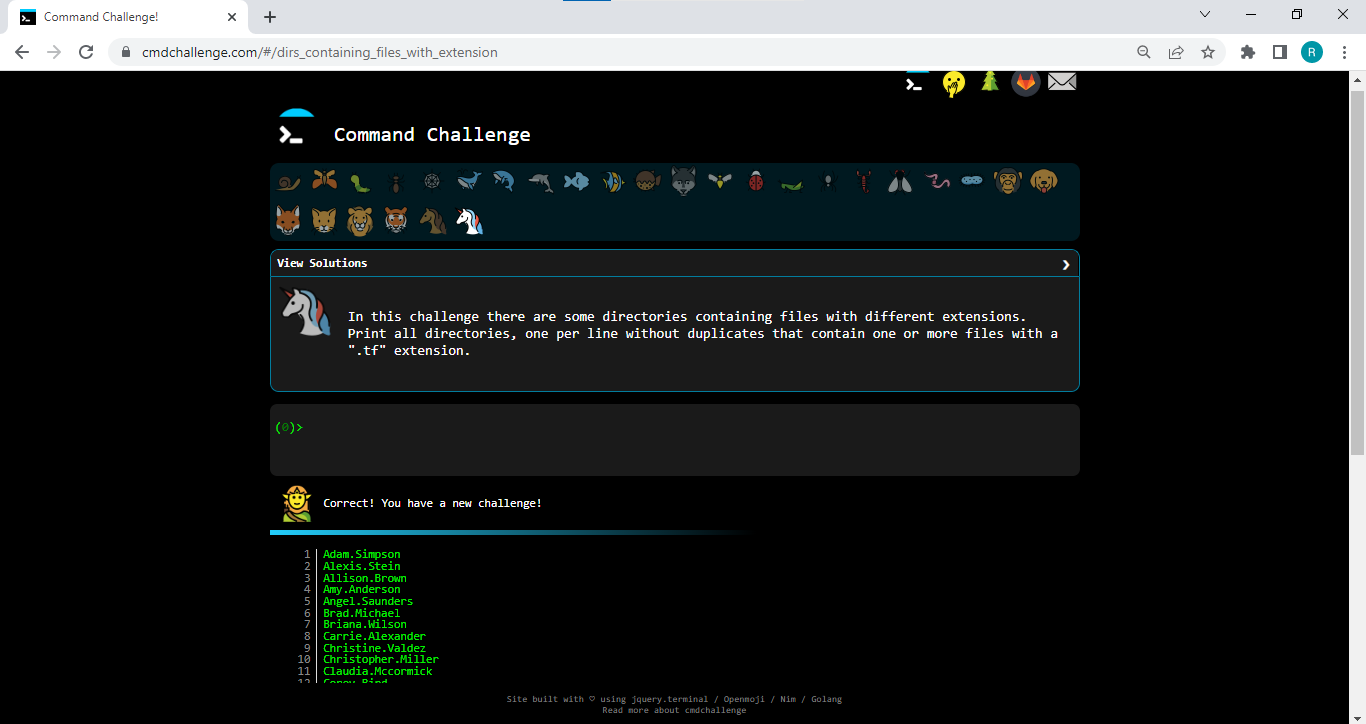 Command Challenge!
cmdchallenge.com/#/dirs_containing_files_with_extension
R
Command Challenge
View Solutions
In this challenge there are some directories containing files with different extensions.
Print all directories, one per line without duplicates that contain one or more files with a
".tf" extension.
(0)>
Correct! You have a new challenge!
1 Adam.Simpson
2 Alexis.Stein
3 Allison.Brown
4 Amy.Anderson
5 Angel.Saunders
6 Brad.Michael
7 Briana.Wilson
8 Carrie.Alexander
9 Christine.Valdez
10 Christopher.Miller
11 Claudia.Mccormick
12 Corey.Bird
Site built with ♡ using jquery.terminal / Openmoji / Nim / Golang
Read more about cmdchallenge